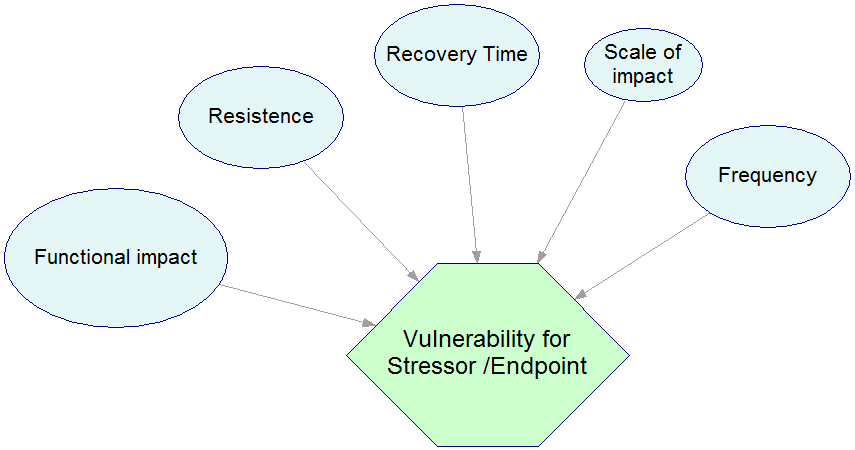 Recovery Time
Scale of
impact
Resistence
Frequency
Functional impact
Vulnerability for
Stressor /Endpoint